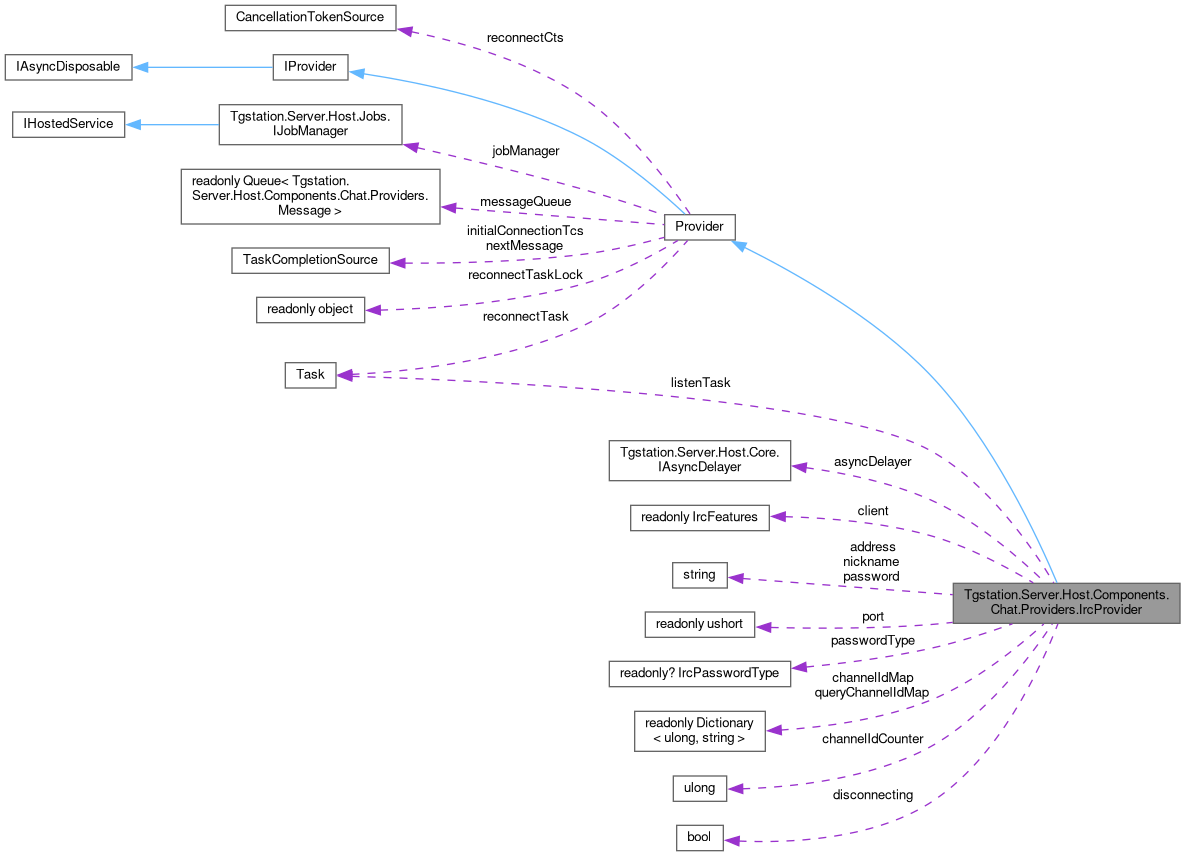 CancellationTokenSource
reconnectCts
IAsyncDisposable
IProvider
IHostedService
Tgstation.Server.Host.Jobs.
IJobManager
jobManager
readonly Queue< Tgstation.
Server.Host.Components.Chat.Providers.
Message >
messageQueue
Provider
initialConnectionTcs
nextMessage
TaskCompletionSource
reconnectTaskLock
readonly object
reconnectTask
Task
listenTask
Tgstation.Server.Host.Core.
IAsyncDelayer
asyncDelayer
readonly IrcFeatures
client
string
address
nickname
password
Tgstation.Server.Host.Components.
Chat.Providers.IrcProvider
readonly ushort
port
readonly? IrcPasswordType
passwordType
readonly Dictionary
< ulong, string >
channelIdMap
queryChannelIdMap
ulong
channelIdCounter
bool
disconnecting